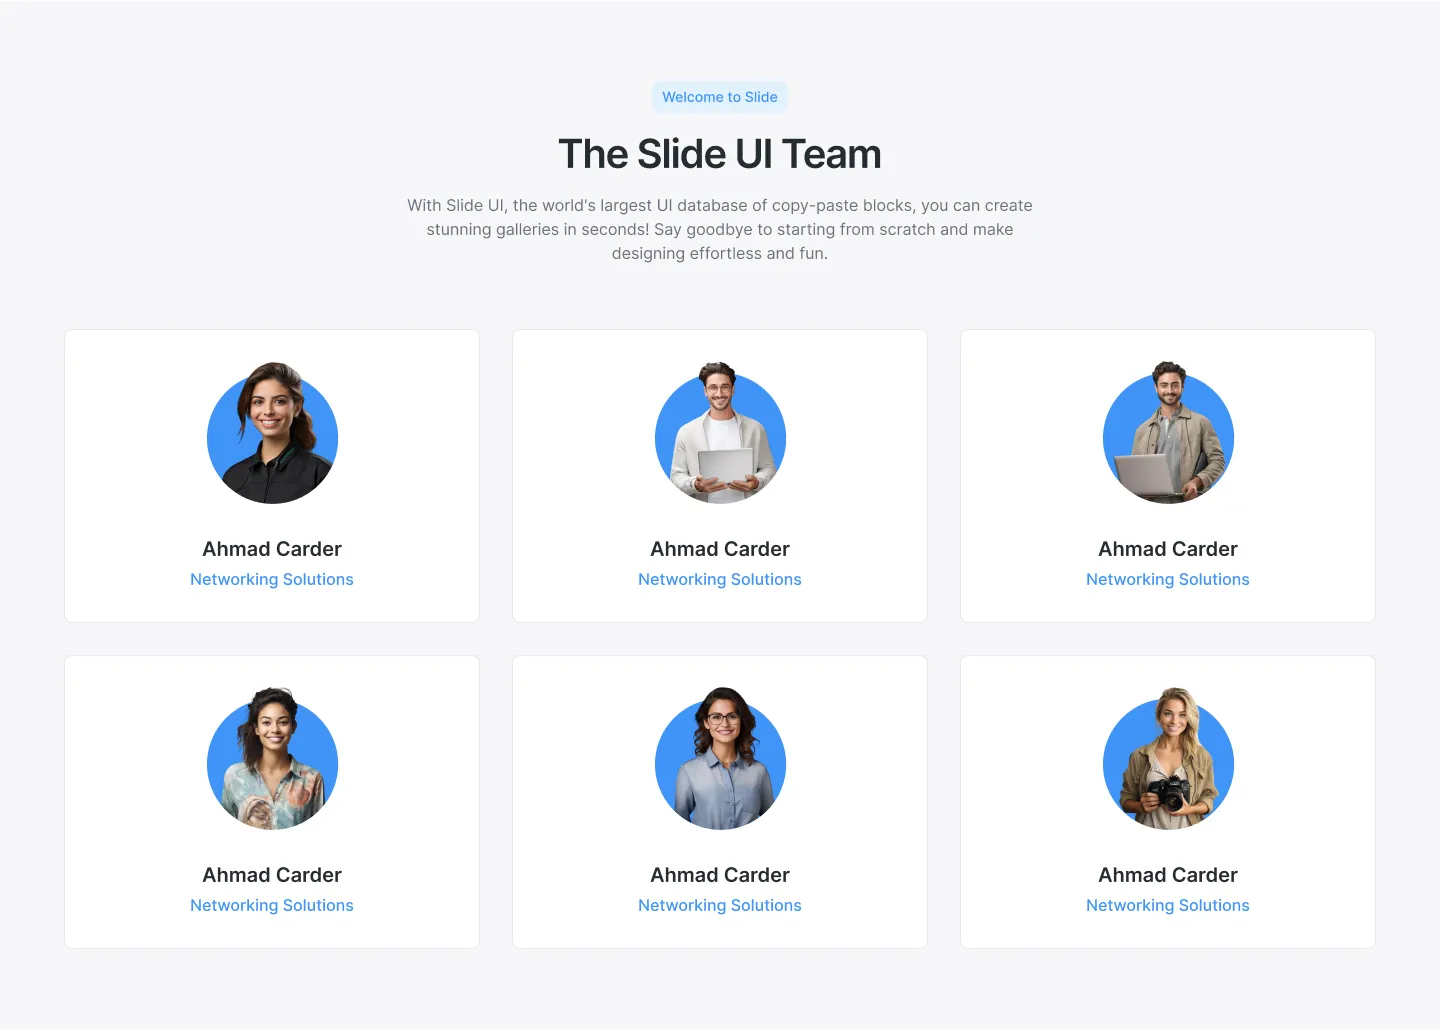 Welcome to Slide
The Slide UI Team
With Slide UI, the world's largest UI database of copy-paste blocks, you can create
stunning galleries in seconds! Say goodbye to starting from scratch and make
designing effortless and fun.
Ahmad Carder
Networking Solutions
Ahmad Carder
Networking Solutions
Ahmad Carder
Networking Solutions
Ahmad Carder
Networking Solutions
Ahmad Carder
Networking Solutions
Ahmad Carder
Networking Solutions